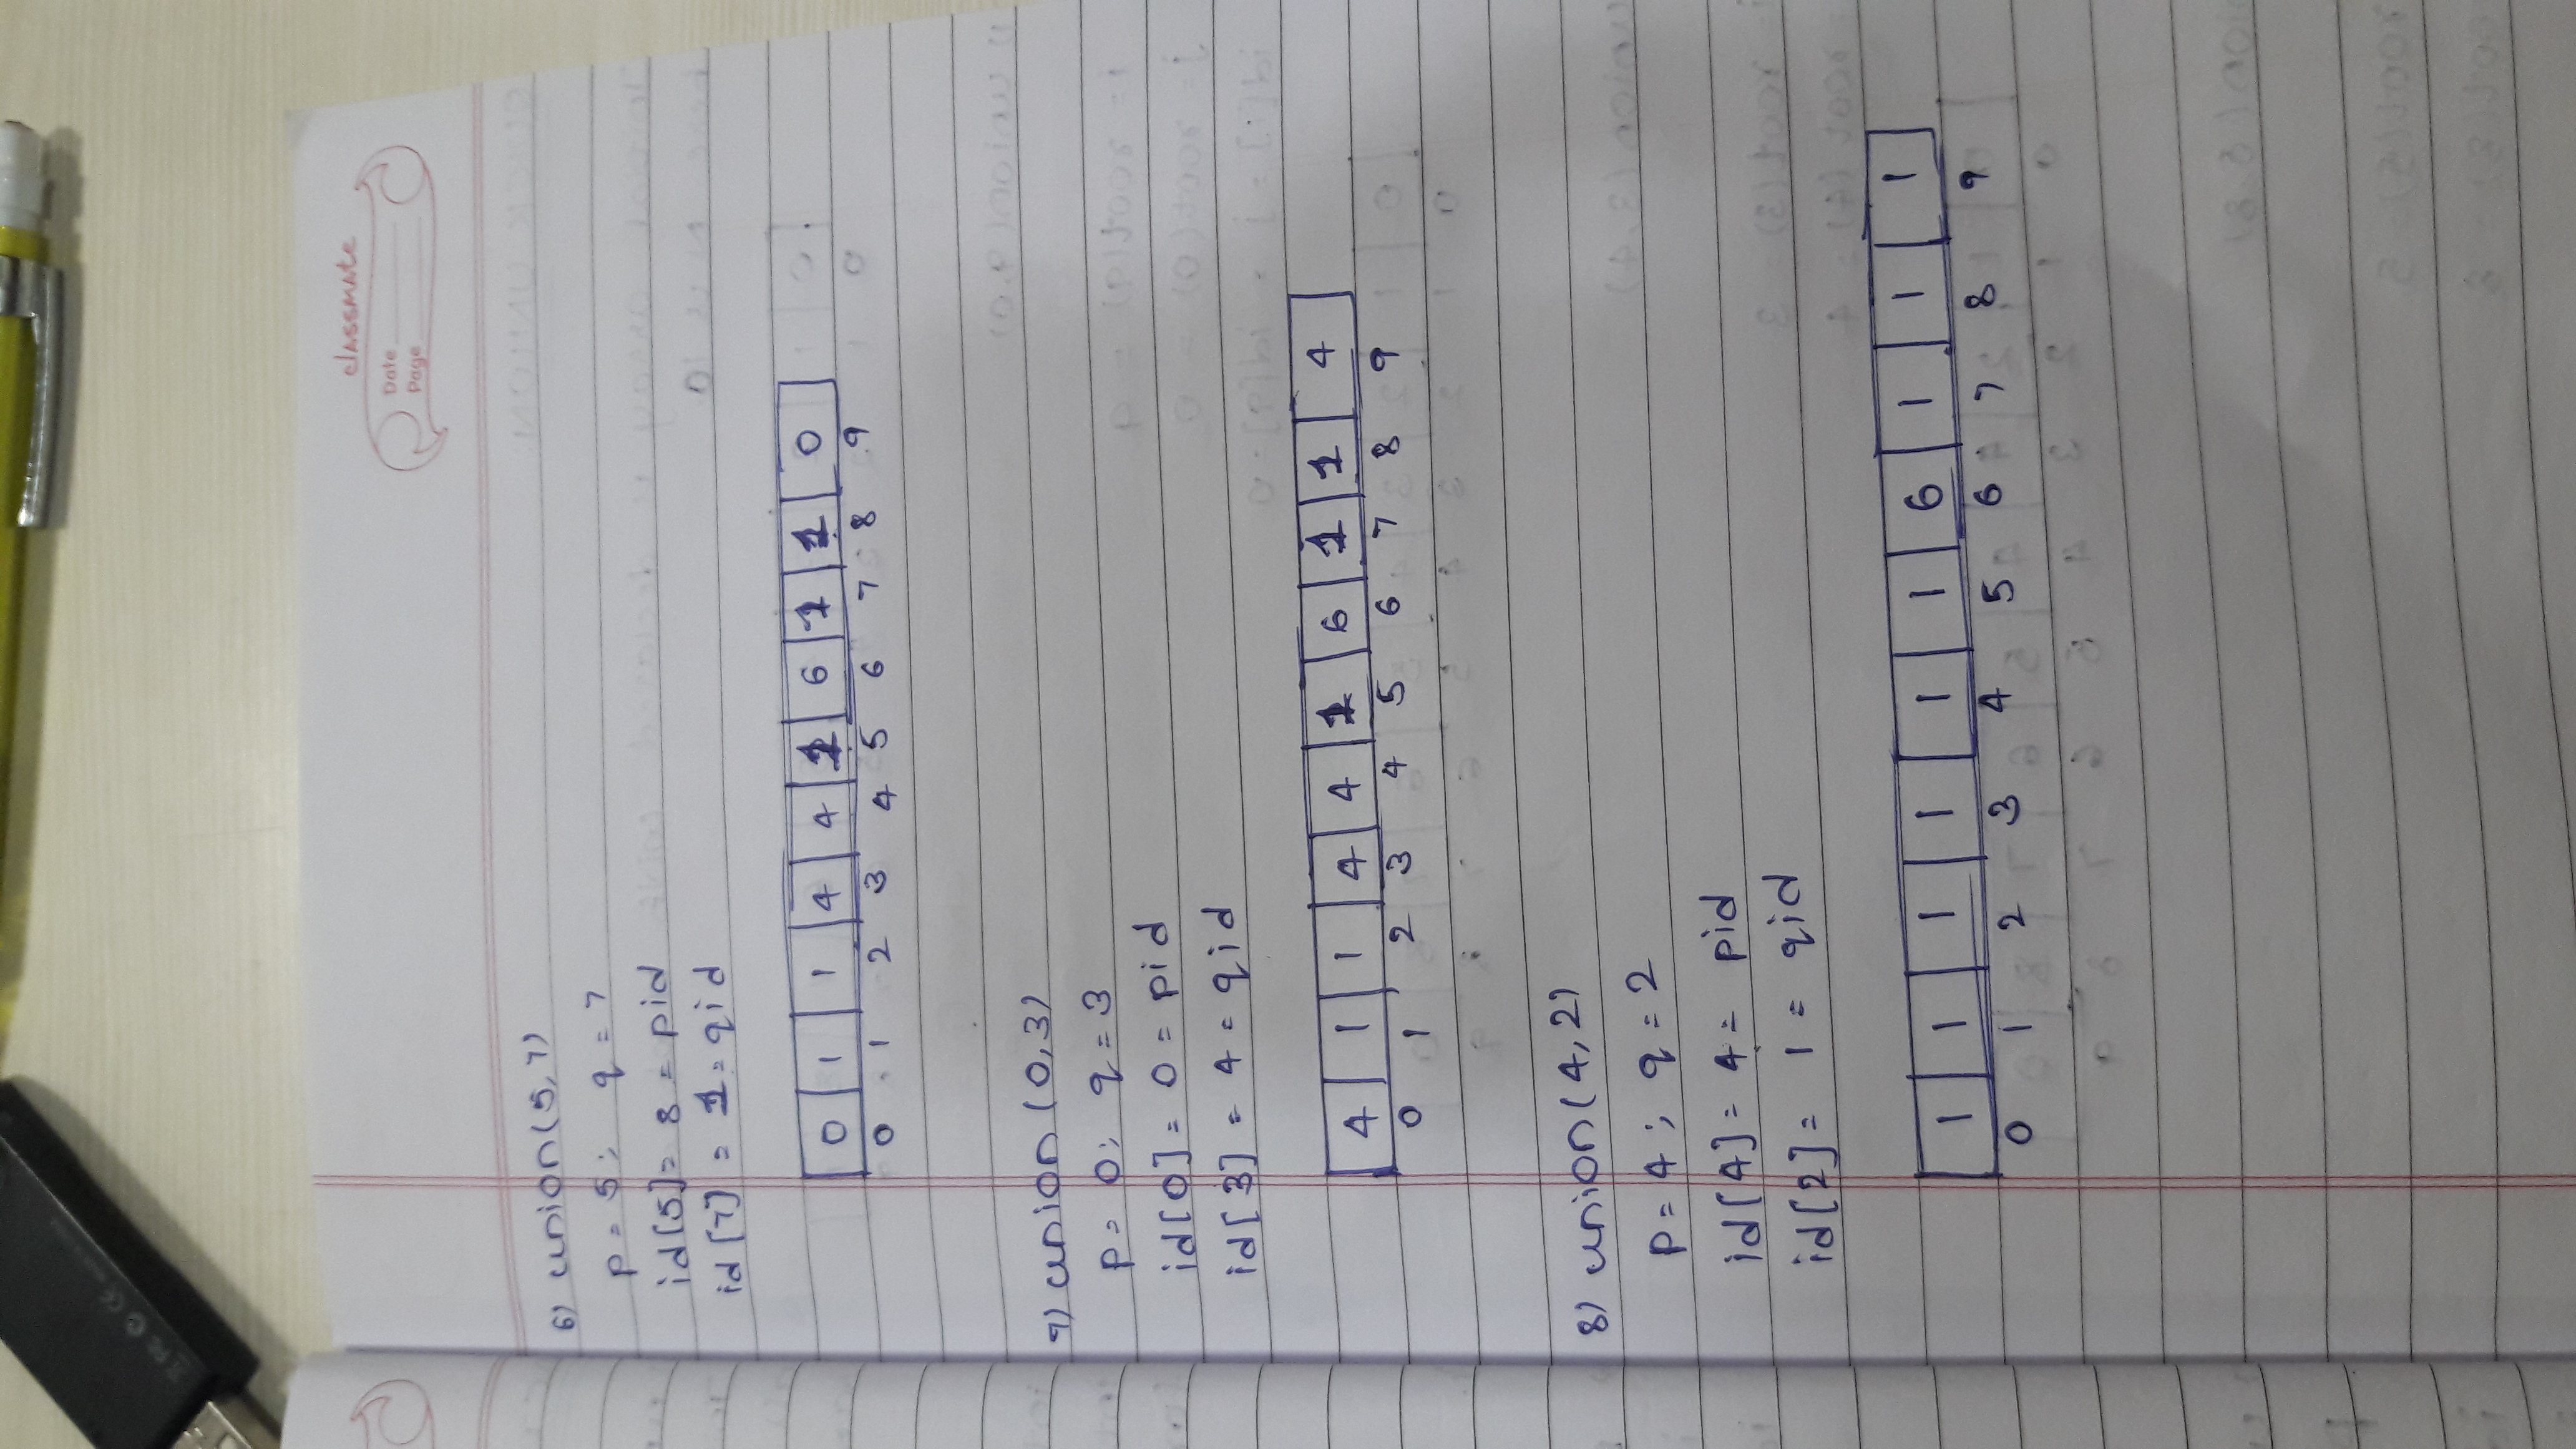 classmate
Date
Page
6) union(5,7)
p = 5; q = 7
id[5] = 8 = pid
id[7] = 1 = qid
0 1 1 4 4 1 6 1 1 0
0 1 2 3 4 5 6 7 8 9
7) union (0,3)
p = 0; q = 3
id[0] = 0 = pid
id[3] = 4 = qid
4 1 1 4 4 1 6 1 1 4
0 1 2 3 4 5 6 7 8 9
8) union(4,2)
p = 4; q = 2
id[4] = 4 = pid
id[2] = 1 = qid
1 1 1 1 1 1 6 1 1 1
0 1 2 3 4 5 6 7 8 9